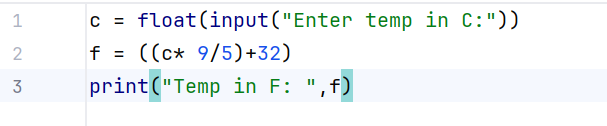 1 c = float(input("Enter temp in C:"))
2 f = ((c* 9/5)+32)
3 print("Temp in F: ",f)